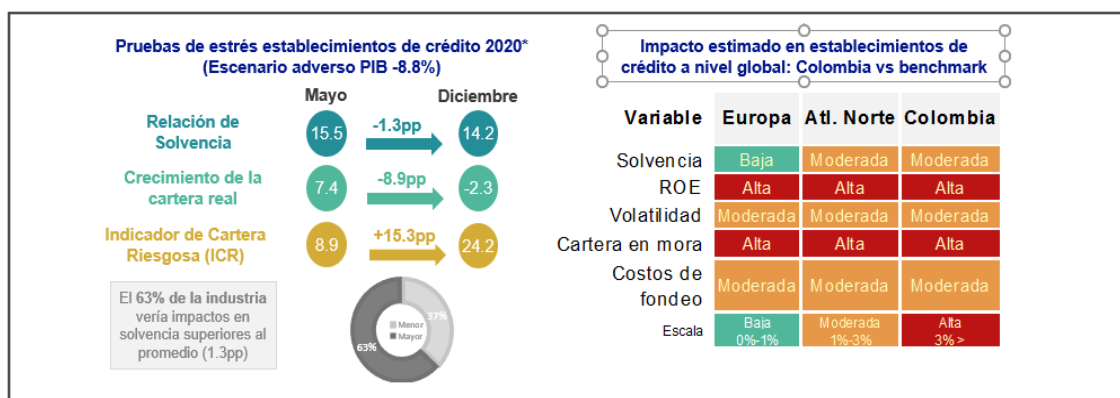 Pruebas de estrés establecimientos de crédito 2020*
(Escenario adverso PIB -8.8%)
Mayo
Diciembre
Relación de
Solvencia
15.5
-1.3pp
14.2
Crecimiento de la
cartera real
7.4
-8.9pp
-2.3
Indicador de Cartera
Riesgosa (ICR)
8.9
+15.3pp
24.2
El 63% de la industria
vería impactos en
solvencia superiores al
promedio (1.3pp)
37%
Menor
Mayor
63%
Impacto estimado en establecimientos de
crédito a nivel global: Colombia vs benchmark
Variable Europa Atl. Norte Colombia
Solvencia Baja Moderada Moderada
ROE Alta Alta Alta
Volatilidad Moderada Moderada Moderada
Cartera en mora Alta Alta Alta
Costos de
fondeo Moderada Moderada Moderada
Escala Baja Moderada Alta
0%-1% 1%-3% 3% >